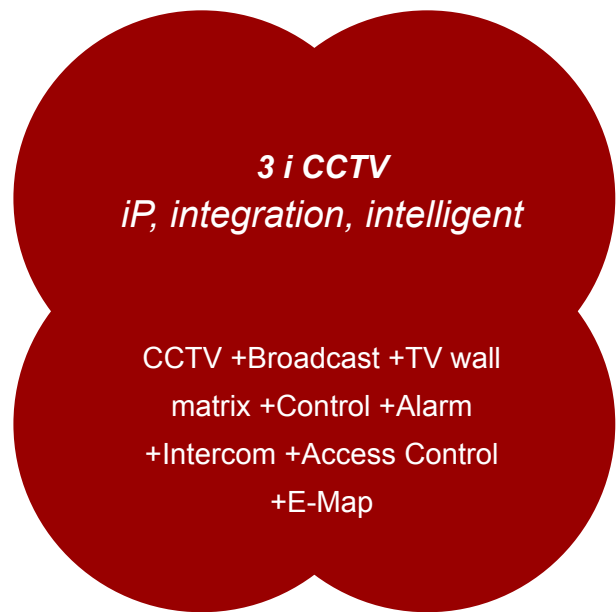 3 i CCTV
iP, integration, intelligent
CCTV +Broadcast +TV wall
matrix +Control +Alarm
+Intercom +Access Control
+E-Map